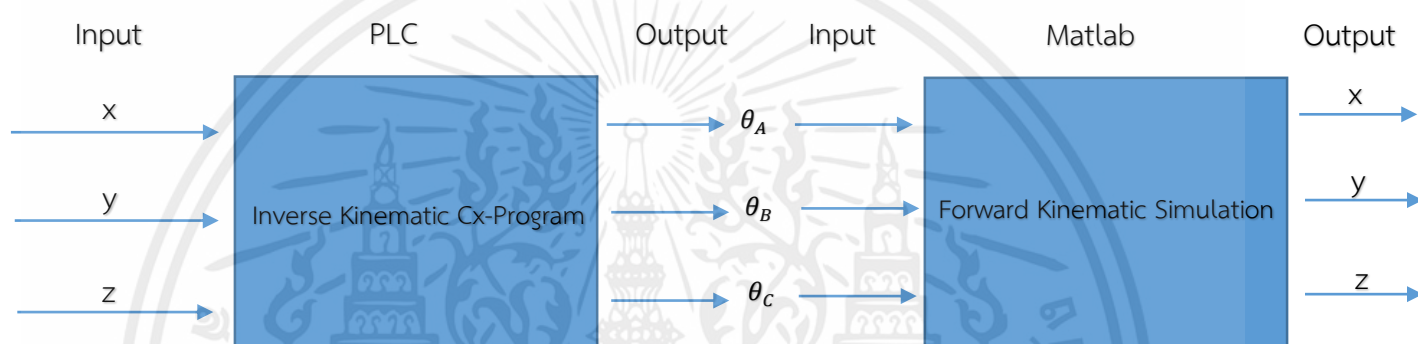 Input PLC Output Input Matlab Output
x θ_A x
y Inverse Kinematic Cx-Program θ_B Forward Kinematic Simulation y
z θ_C z